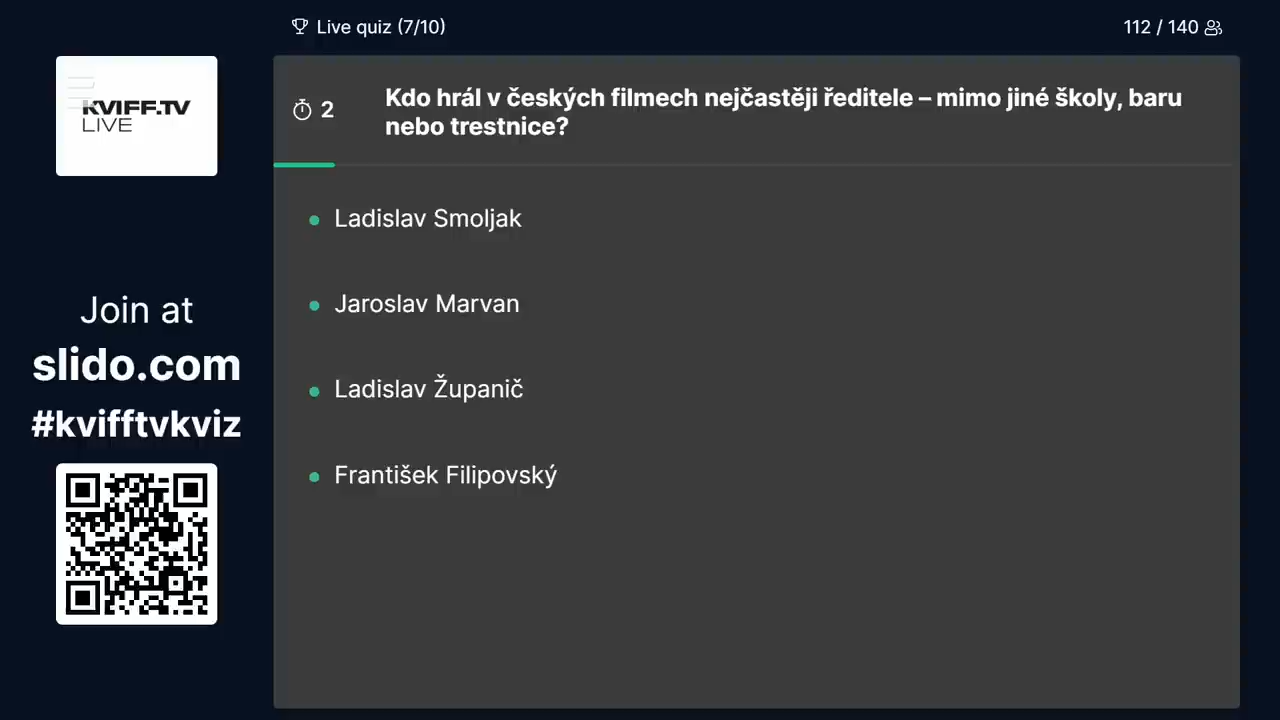 Live quiz (7/10)
112 / 140
KVIFF.TV
LIVE
2
Kdo hrál v českých filmech nejčastěji ředitele – mimo jiné školy, baru
nebo trestnice?
Ladislav Smoljak
Jaroslav Marvan
Ladislav Županič
František Filipovský
Join at
slido.com
#kvifftvkviz